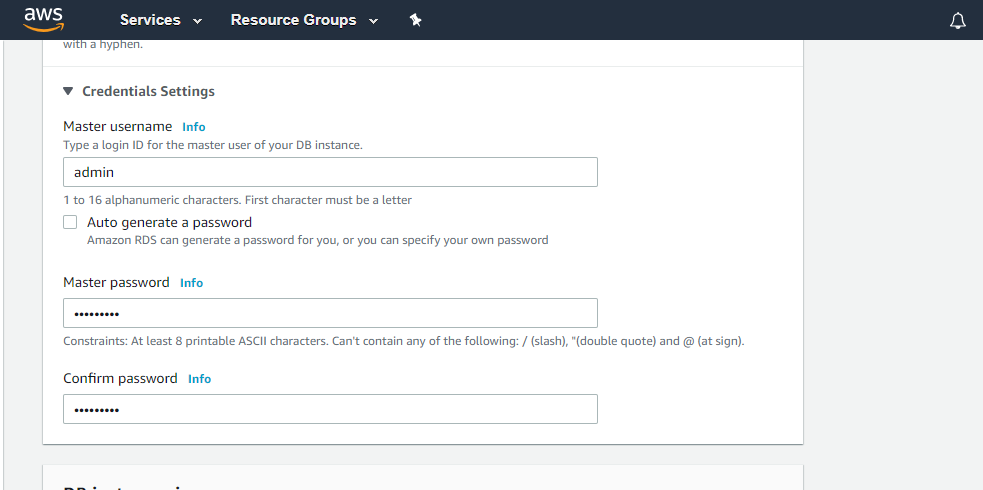 aws Services Resource Groups
with a hyphen.
Credentials Settings
Master username Info
Type a login ID for the master user of your DB instance.
admin
1 to 16 alphanumeric characters. First character must be a letter
Auto generate a password
Amazon RDS can generate a password for you, or you can specify your own password
Master password Info
•••••••••
Constraints: At least 8 printable ASCII characters. Can't contain any of the following: / (slash), "(double quote) and @ (at sign).
Confirm password Info
•••••••••